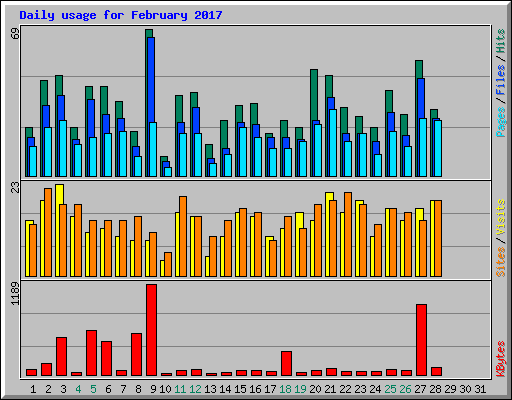 Daily usage for February 2017
69
Pages / Files / Hits
23
Sites / Visits
1189
KBytes
1 2 3 4 5 6 7 8 9 10 11 12 13 14 15 16 17 18 19 20 21 22 23 24 25 26 27 28 29 30 31